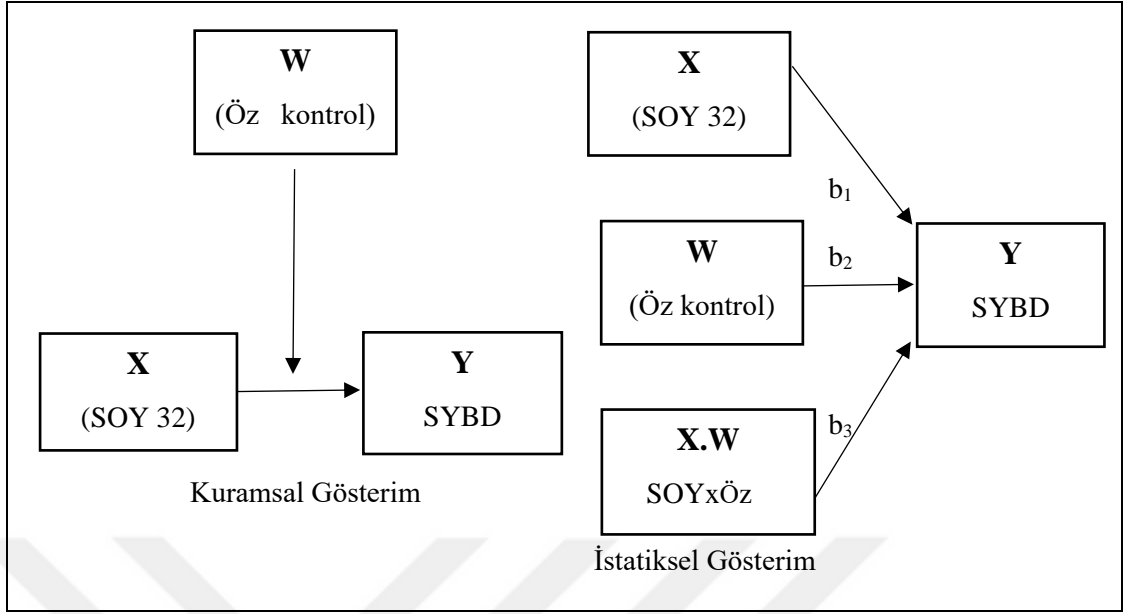 W
(Öz kontrol)
X
(SOY 32)
Y
SYBD
Kuramsal Gösterim
X
(SOY 32)
b₁
W
(Öz kontrol)
b₂
Y
SYBD
X.W
SOYxÖz
b₃
İstatiksel Gösterim